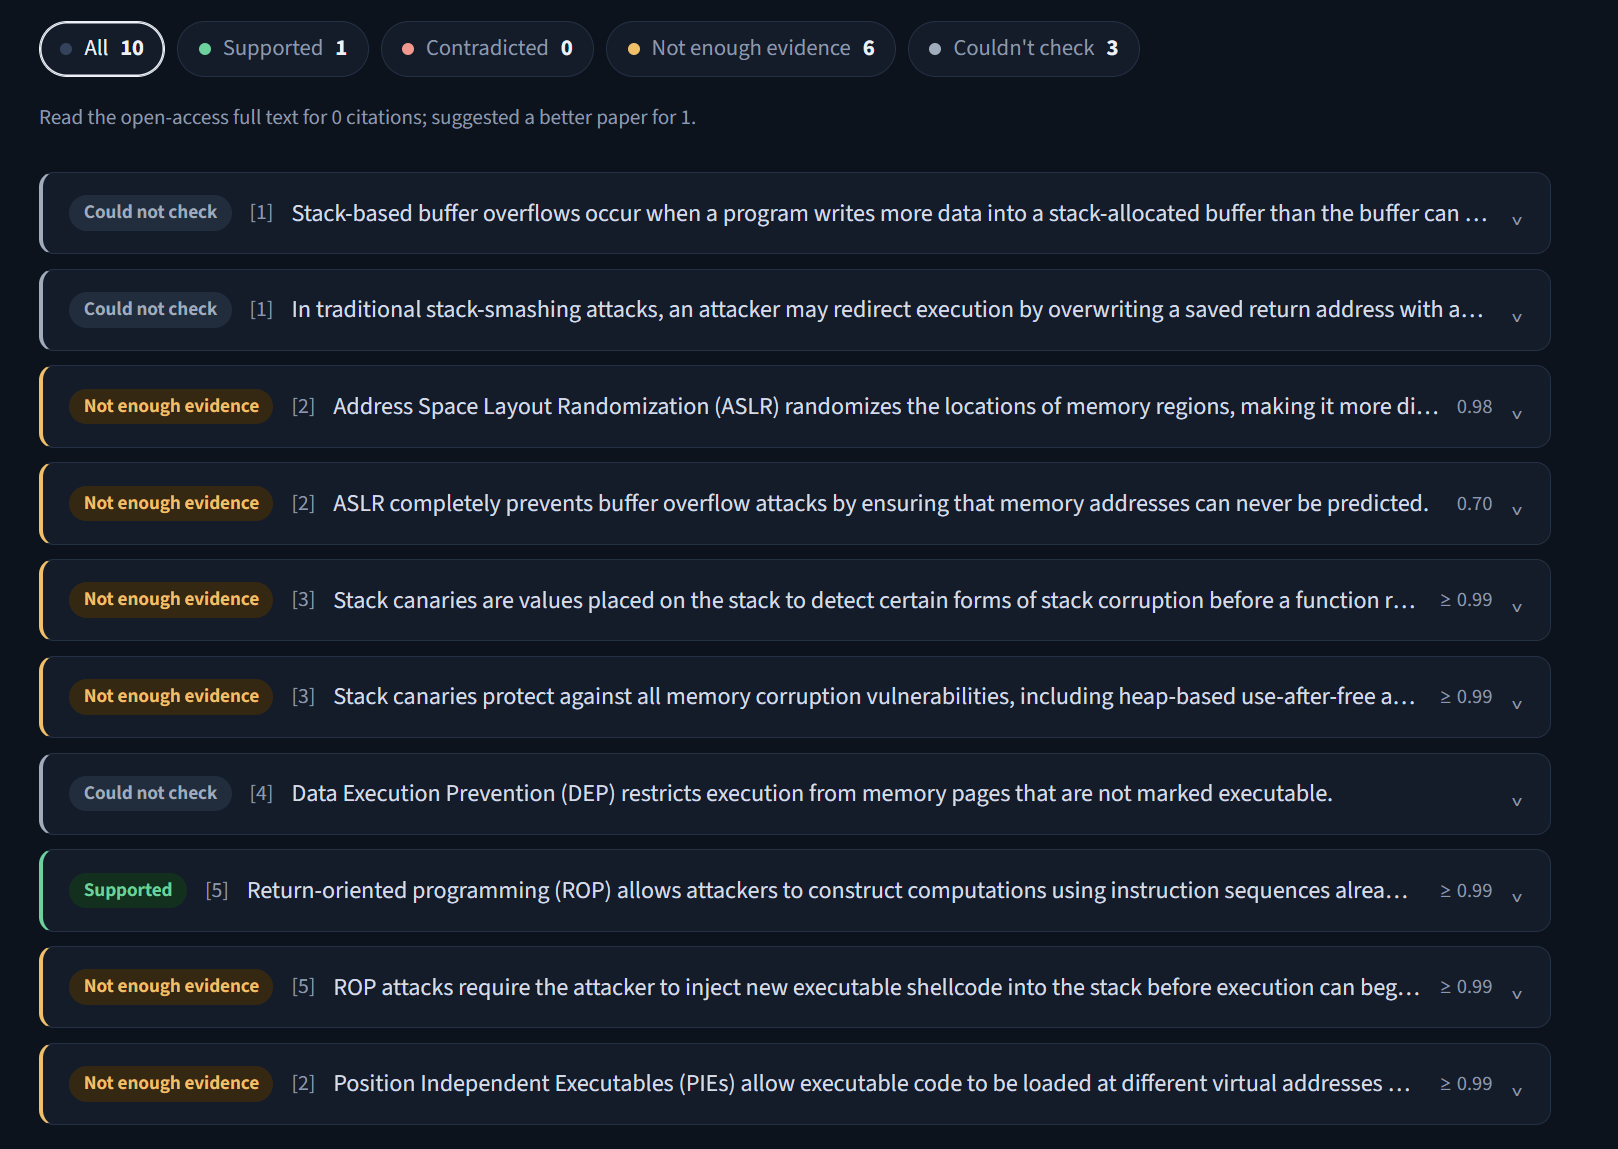 All 10 Supported 1 Contradicted 0 Not enough evidence 6 Couldn't check 3
Read the open-access full text for 0 citations; suggested a better paper for 1.
Could not check [1] Stack-based buffer overflows occur when a program writes more data into a stack-allocated buffer than the buffer can …
Could not check [1] In traditional stack-smashing attacks, an attacker may redirect execution by overwriting a saved return address with a…
Not enough evidence [2] Address Space Layout Randomization (ASLR) randomizes the locations of memory regions, making it more di… 0.98
Not enough evidence [2] ASLR completely prevents buffer overflow attacks by ensuring that memory addresses can never be predicted. 0.70
Not enough evidence [3] Stack canaries are values placed on the stack to detect certain forms of stack corruption before a function r… ≥ 0.99
Not enough evidence [3] Stack canaries protect against all memory corruption vulnerabilities, including heap-based use-after-free a… ≥ 0.99
Could not check [4] Data Execution Prevention (DEP) restricts execution from memory pages that are not marked executable.
Supported [5] Return-oriented programming (ROP) allows attackers to construct computations using instruction sequences alrea… ≥ 0.99
Not enough evidence [5] ROP attacks require the attacker to inject new executable shellcode into the stack before execution can beg… ≥ 0.99
Not enough evidence [2] Position Independent Executables (PIEs) allow executable code to be loaded at different virtual addresses … ≥ 0.99